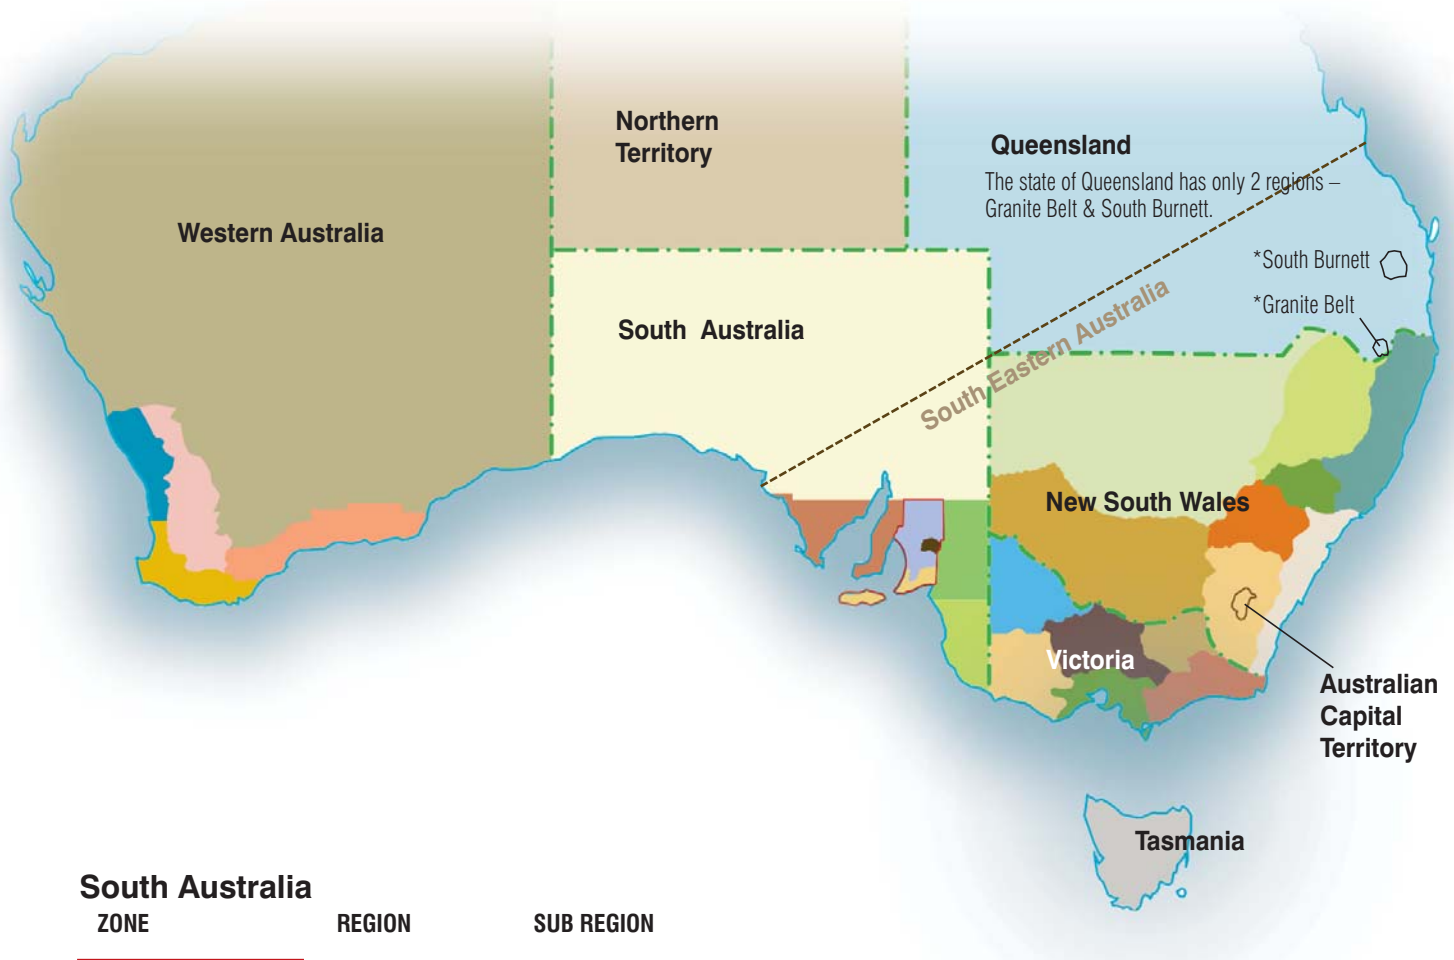 Northern
Territory
Queensland
The state of Queensland has only 2 regions –
Granite Belt & South Burnett.
Western Australia
*South Burnett
*Granite Belt
South Australia
South Eastern Australia
New South Wales
Victoria
Australian
Capital
Territory
Tasmania
South Australia
ZONE REGION SUB REGION